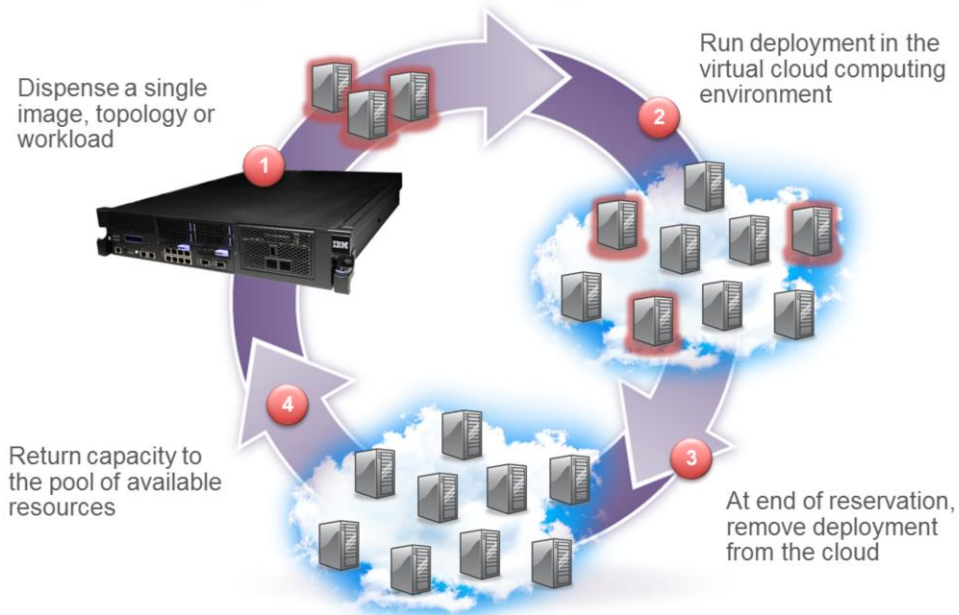 Dispense a single
image, topology or
workload
1
Run deployment in the
virtual cloud computing
environment
2
IBM
3
At end of reservation,
remove deployment
from the cloud
4
Return capacity to
the pool of available
resources